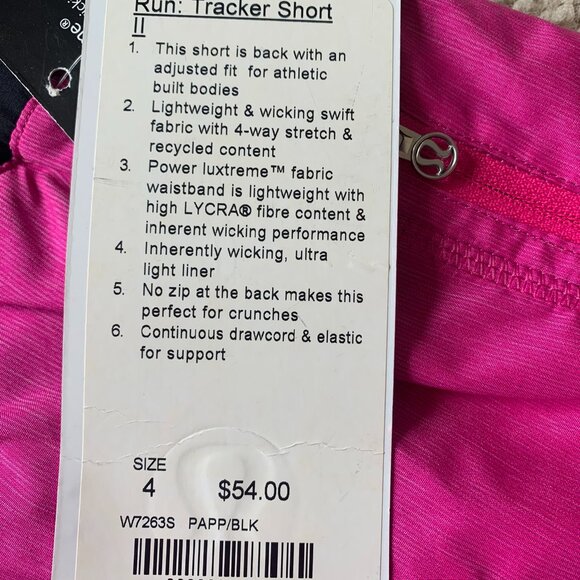 Run: Tracker Short
II
1. This short is back with an
adjusted fit for athletic
built bodies
2. Lightweight & wicking swift
fabric with 4-way stretch &
recycled content
3. Power luxtreme™ fabric
waistband is lightweight with
high LYCRA® fibre content &
inherent wicking performance
4. Inherently wicking, ultra
light liner
5. No zip at the back makes this
perfect for crunches
6. Continuous drawcord & elastic
for support
SIZE
4 $54.00
W7263S PAPP/BLK